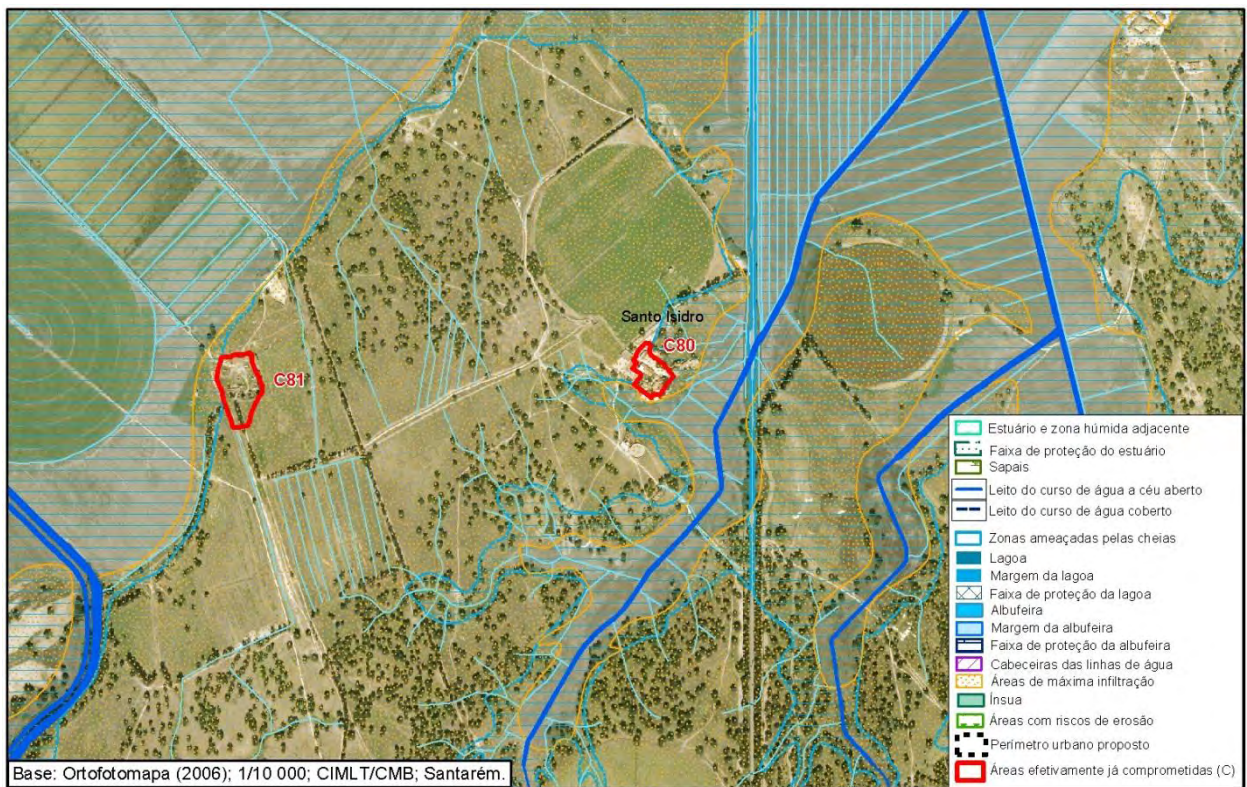 Santo Isidro
C80
C81
Estuário e zona húmida adjacente
Faixa de proteção do estuário
Sapais
Leito do curso de água a céu aberto
Leito do curso de água coberto
Zonas ameaçadas pelas cheias
Lagoa
Margem da lagoa
Faixa de proteção da lagoa
Albufeira
Margem da albufeira
Faixa de proteção da albufeira
Cabeceiras das linhas de água
Áreas de máxima infiltração
Ínsua
Áreas com riscos de erosão
Perímetro urbano proposto
Áreas efetivamente já comprometidas (C)
Base: Ortofotomapa (2006); 1/10 000; CIMLT/CMB; Santarém.